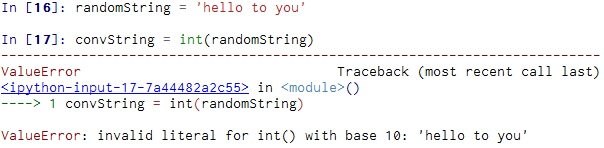 In [16]: randomString = 'hello to you'
In [17]: convString = int(randomString)
---------------------------------------------------------------------------
ValueError                                Traceback (most recent call last)
<ipython-input-17-7a44482a2c55> in <module>()
----> 1 convString = int(randomString)
ValueError: invalid literal for int() with base 10: 'hello to you'